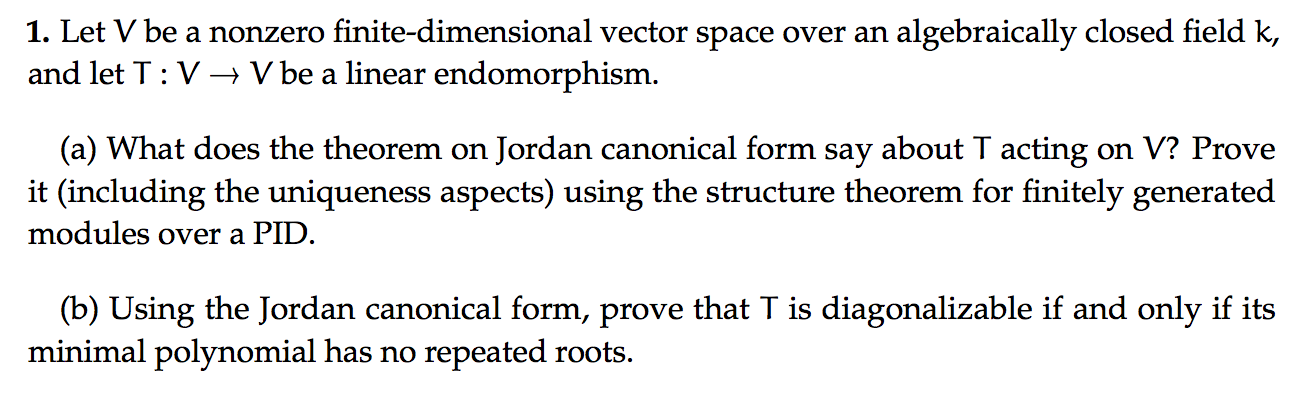 1. Let V be a nonzero finite-dimensional vector space over an algebraically closed field k,
and let T : V → V be a linear endomorphism.
(a) What does the theorem on Jordan canonical form say about T acting on V? Prove
it (including the uniqueness aspects) using the structure theorem for finitely generated
modules over a PID.
(b) Using the Jordan canonical form, prove that T is diagonalizable if and only if its
minimal polynomial has no repeated roots.